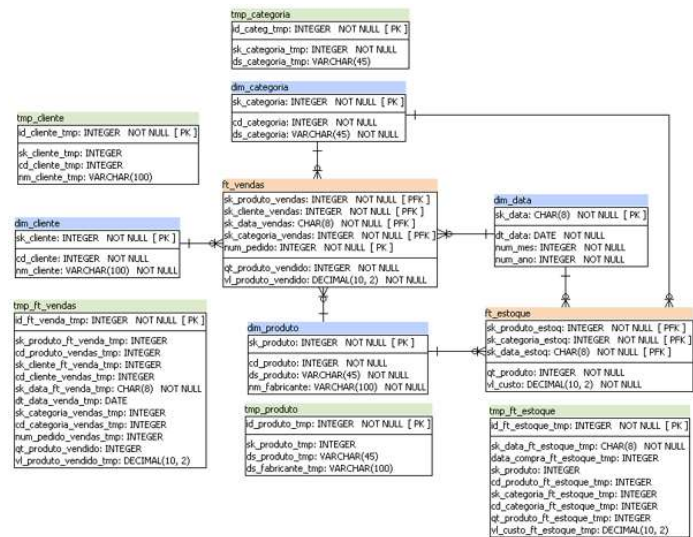 tmp_categoria
id_categ_tmp: INTEGER NOT NULL [ PK ]
sk_categoria_tmp: INTEGER NOT NULL
ds_categoria_tmp: VARCHAR(45)
dim_categoria
sk_categoria: INTEGER NOT NULL [ PK ]
cd_categoria: INTEGER NOT NULL
ds_categoria: VARCHAR(45) NOT NULL
tmp_cliente
id_cliente_tmp: INTEGER NOT NULL [ PK ]
sk_cliente_tmp: INTEGER
cd_cliente_tmp: INTEGER
nm_cliente_tmp: VARCHAR(100)
ft_vendas
sk_produto_vendas: INTEGER NOT NULL [ PFK ]
sk_cliente_vendas: INTEGER NOT NULL [ PFK ]
sk_data_vendas: CHAR(8) NOT NULL [ PFK ]
sk_categoria_vendas: INTEGER NOT NULL [ PFK ]
num_pedido: INTEGER NOT NULL [ PK ]
qt_produto_vendido: INTEGER NOT NULL
vl_produto_vendido: DECIMAL(10, 2) NOT NULL
dim_data
sk_data: CHAR(8) NOT NULL [ PK ]
dt_data: DATE NOT NULL
num_mes: INTEGER NOT NULL
num_ano: INTEGER NOT NULL
dim_cliente
sk_cliente: INTEGER NOT NULL [ PK ]
cd_cliente: INTEGER NOT NULL
nm_cliente: VARCHAR(100) NOT NULL
tmp_ft_vendas
id_ft_venda_tmp: INTEGER NOT NULL [ PK ]
sk_produto_ft_venda_tmp: INTEGER
cd_produto_vendas_tmp: INTEGER
sk_cliente_ft_venda_tmp: INTEGER
cd_cliente_vendas_tmp: INTEGER
sk_data_ft_venda_tmp: CHAR(8) NOT NULL
dt_data_venda_tmp: DATE
sk_categoria_vendas_tmp: INTEGER
cd_categoria_vendas_tmp: INTEGER
num_pedido_vendas_tmp: INTEGER
qt_produto_vendido: INTEGER
vl_produto_vendido_tmp: DECIMAL(10, 2)
dim_produto
sk_produto: INTEGER NOT NULL [ PK ]
cd_produto: INTEGER NOT NULL
ds_produto: VARCHAR(45) NOT NULL
nm_fabricante: VARCHAR(100) NOT NULL
ft_estoque
sk_produto_estoq: INTEGER NOT NULL [ PFK ]
sk_categoria_estoq: INTEGER NOT NULL [ PFK ]
sk_data_estoq: CHAR(8) NOT NULL [ PFK ]
qt_produto: INTEGER NOT NULL
vl_custo: DECIMAL(10, 2) NOT NULL
tmp_produto
id_produto_tmp: INTEGER NOT NULL [ PK ]
sk_produto_tmp: INTEGER
ds_produto_tmp: VARCHAR(45)
ds_fabricante_tmp: VARCHAR(100)
tmp_ft_estoque
id_ft_estoque_tmp: INTEGER NOT NULL [ PK ]
sk_data_ft_estoque_tmp: CHAR(8) NOT NULL
data_compra_ft_estoque_tmp: INTEGER
sk_produto: INTEGER
cd_produto_ft_estoque_tmp: INTEGER
sk_categoria_ft_estoque_tmp: INTEGER
cd_categoria_ft_estoque_tmp: INTEGER
qt_produto_ft_estoque_tmp: INTEGER
vl_custo_ft_estoque_tmp: DECIMAL(10, 2)